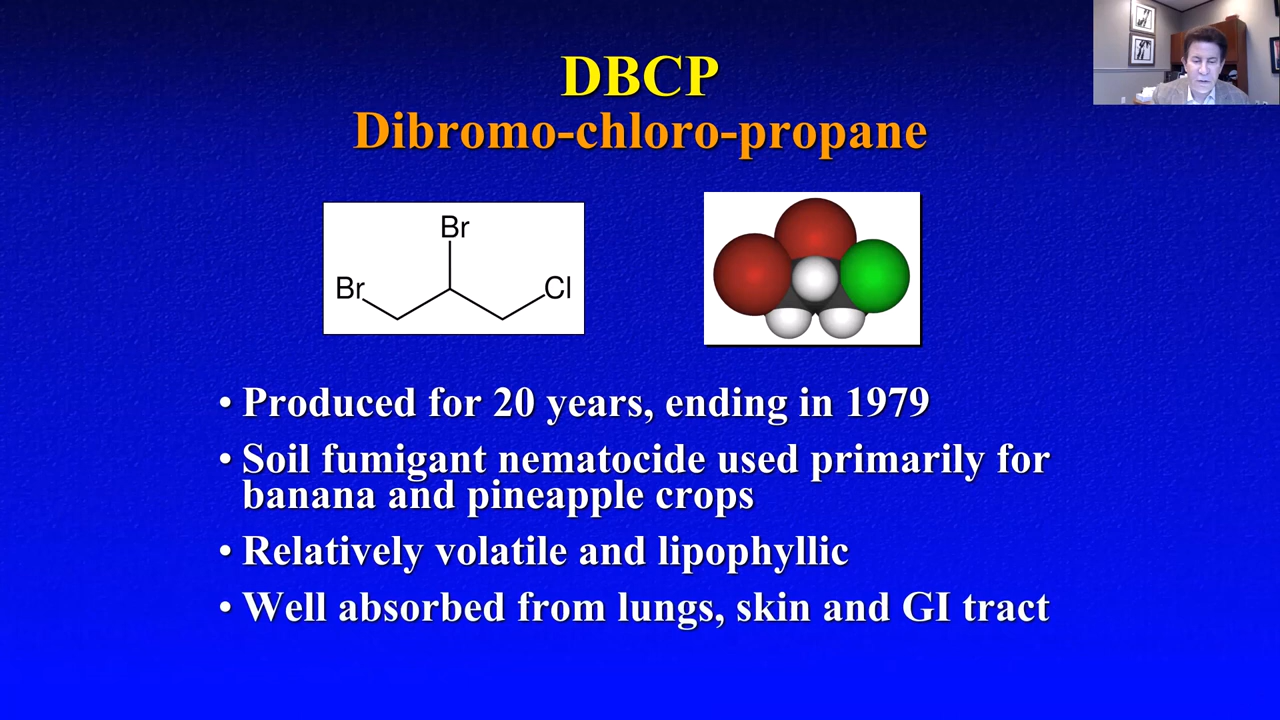 DBCP
Dibromo-chloro-propane
Br
Br
Cl
• Produced for 20 years, ending in 1979
• Soil fumigant nematocide used primarily for
banana and pineapple crops
• Relatively volatile and lipophyllic
• Well absorbed from lungs, skin and GI tract